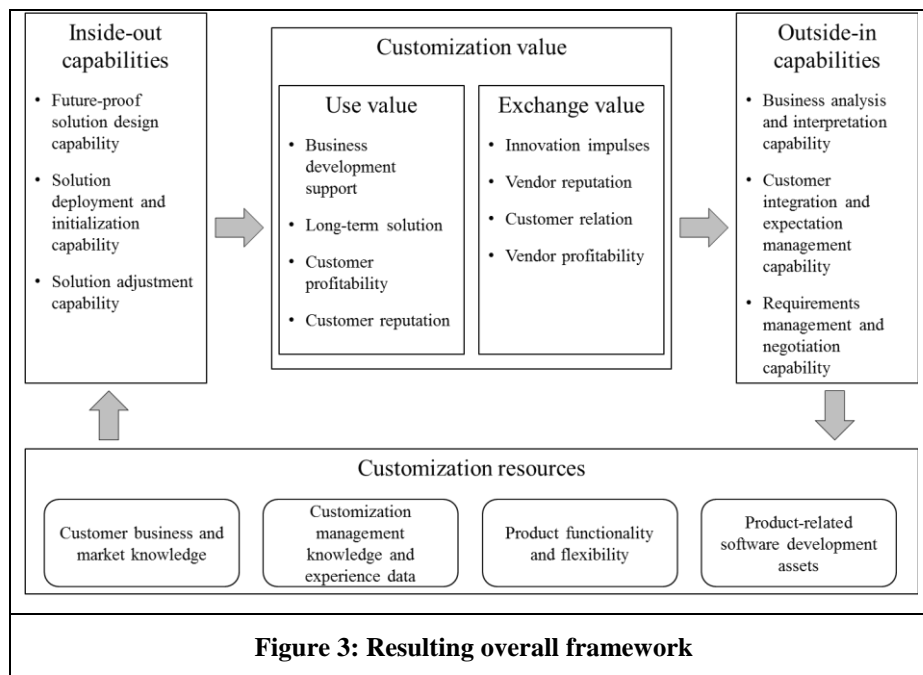 Inside-out
capabilities
• Future-proof
solution design
capability
• Solution
deployment and
initialization
capability
• Solution adjustment
capability
Customization value
Use value
• Business
development
support
• Long-term solution
• Customer
profitability
• Customer reputation
Exchange value
• Innovation impulses
• Vendor reputation
• Customer relation
• Vendor profitability
Outside-in
capabilities
• Business analysis
and interpretation
capability
• Customer
integration and
expectation
management
capability
• Requirements
management and
negotiation
capability
Customization resources
Customer business and
market knowledge
Customization
management
knowledge and
experience data
Product functionality
and flexibility
Product-related
software development
assets
Figure 3: Resulting overall framework